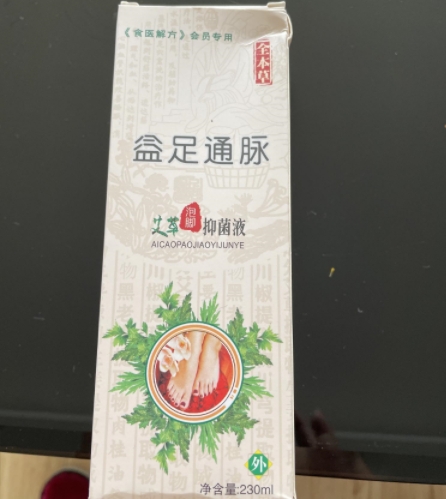 《食医解方》会员专用
全本草
益足通脉
艾草泡脚抑菌液
AICAOPAOJIAOYIJUNYE
外
净含量:230ml